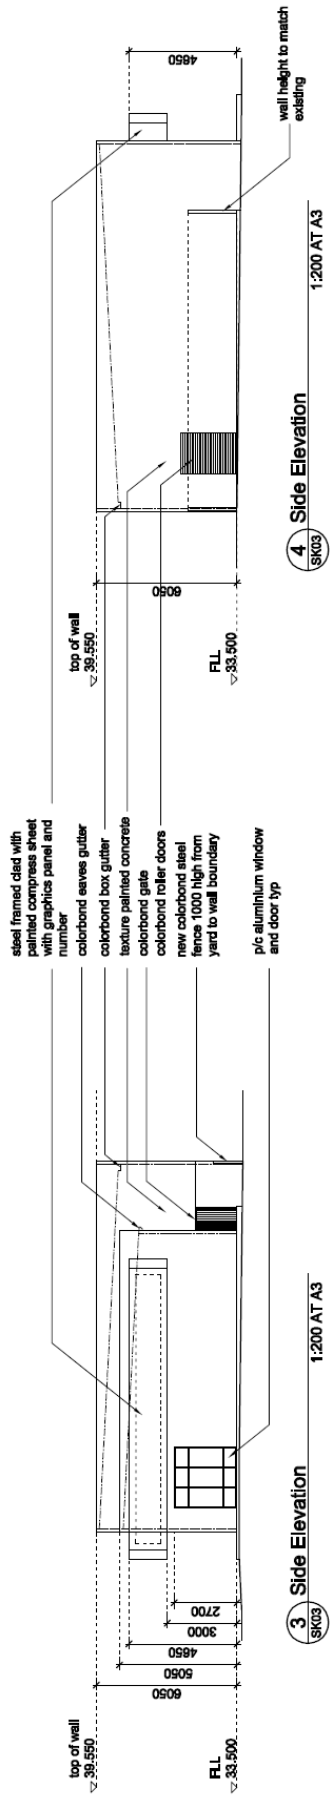 top of wall
39.550
FLL
33.500
6050
5050
4650
3000
2700
3
SK03
Side Elevation
1:200 AT A3
steel framed clad with
painted compress sheet
with graphics panel and
number
colorbond eaves gutter
colorbond box gutter
texture painted concrete
colorbond gate
colorbond roller doors
new colorbond steel
fence 1000 high from
yard to wall boundary
p/c aluminium window
and door typ
top of wall
39.550
FLL
33.500
6050
4
SK03
Side Elevation
1:200 AT A3
4650
wall height to match
existing